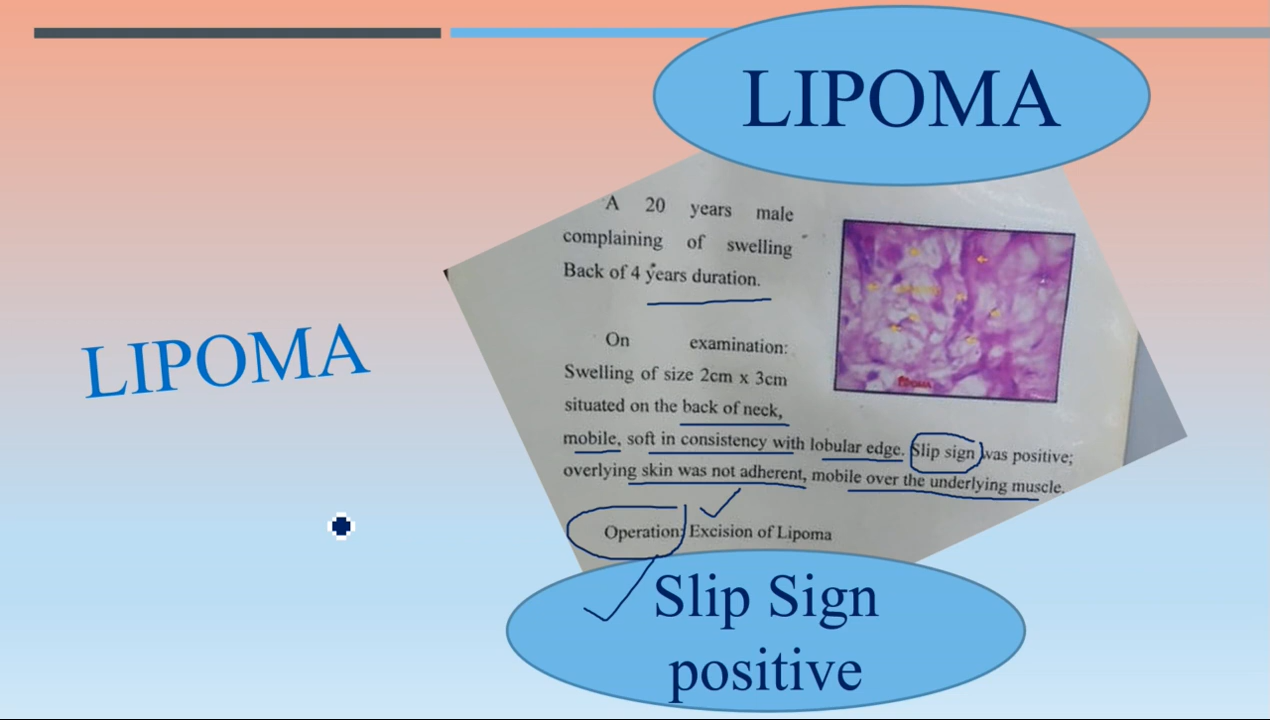 LIPOMA
A 20 years male
complaining of swelling
Back of 4 years duration.
On examination:
Swelling of size 2cm x 3cm
situated on the back of neck,
mobile, soft in consistency with lobular edge. Slip sign was positive;
overlying skin was not adherent, mobile over the underlying muscle.
Operation: Excision of Lipoma
LIPOMA
LIPOMA
Slip Sign
positive